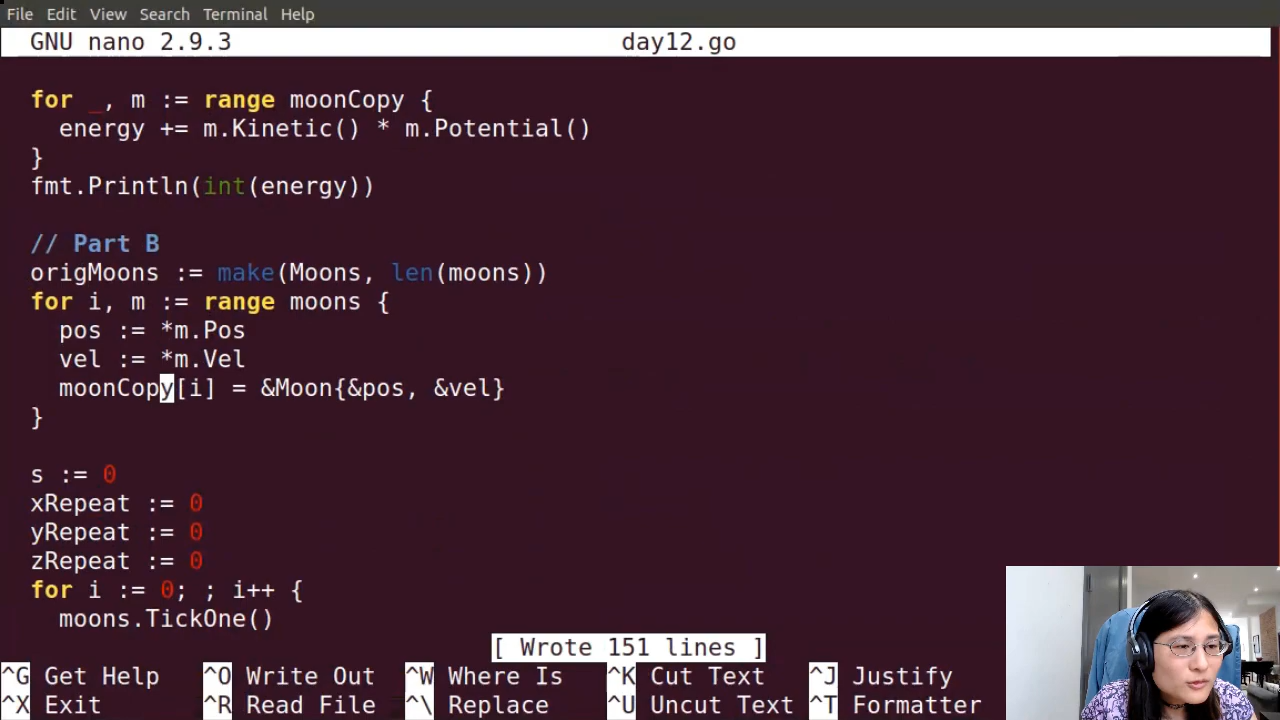 File Edit View Search Terminal Help
GNU nano 2.9.3 day12.go
for _, m := range moonCopy {
energy += m.Kinetic() * m.Potential()
}
fmt.Println(int(energy))
// Part B
origMoons := make(Moons, len(moons))
for i, m := range moons {
pos := *m.Pos
vel := *m.Vel
moonCopy[i] = &Moon{&pos, &vel}
}
s := 0
xRepeat := 0
yRepeat := 0
zRepeat := 0
for i := 0; ; i++ {
moons.TickOne()
[ Wrote 151 lines ]
^G Get Help ^O Write Out ^W Where Is ^K Cut Text ^J Justify
^X Exit ^R Read File ^\ Replace ^U Uncut Text ^T Formatter